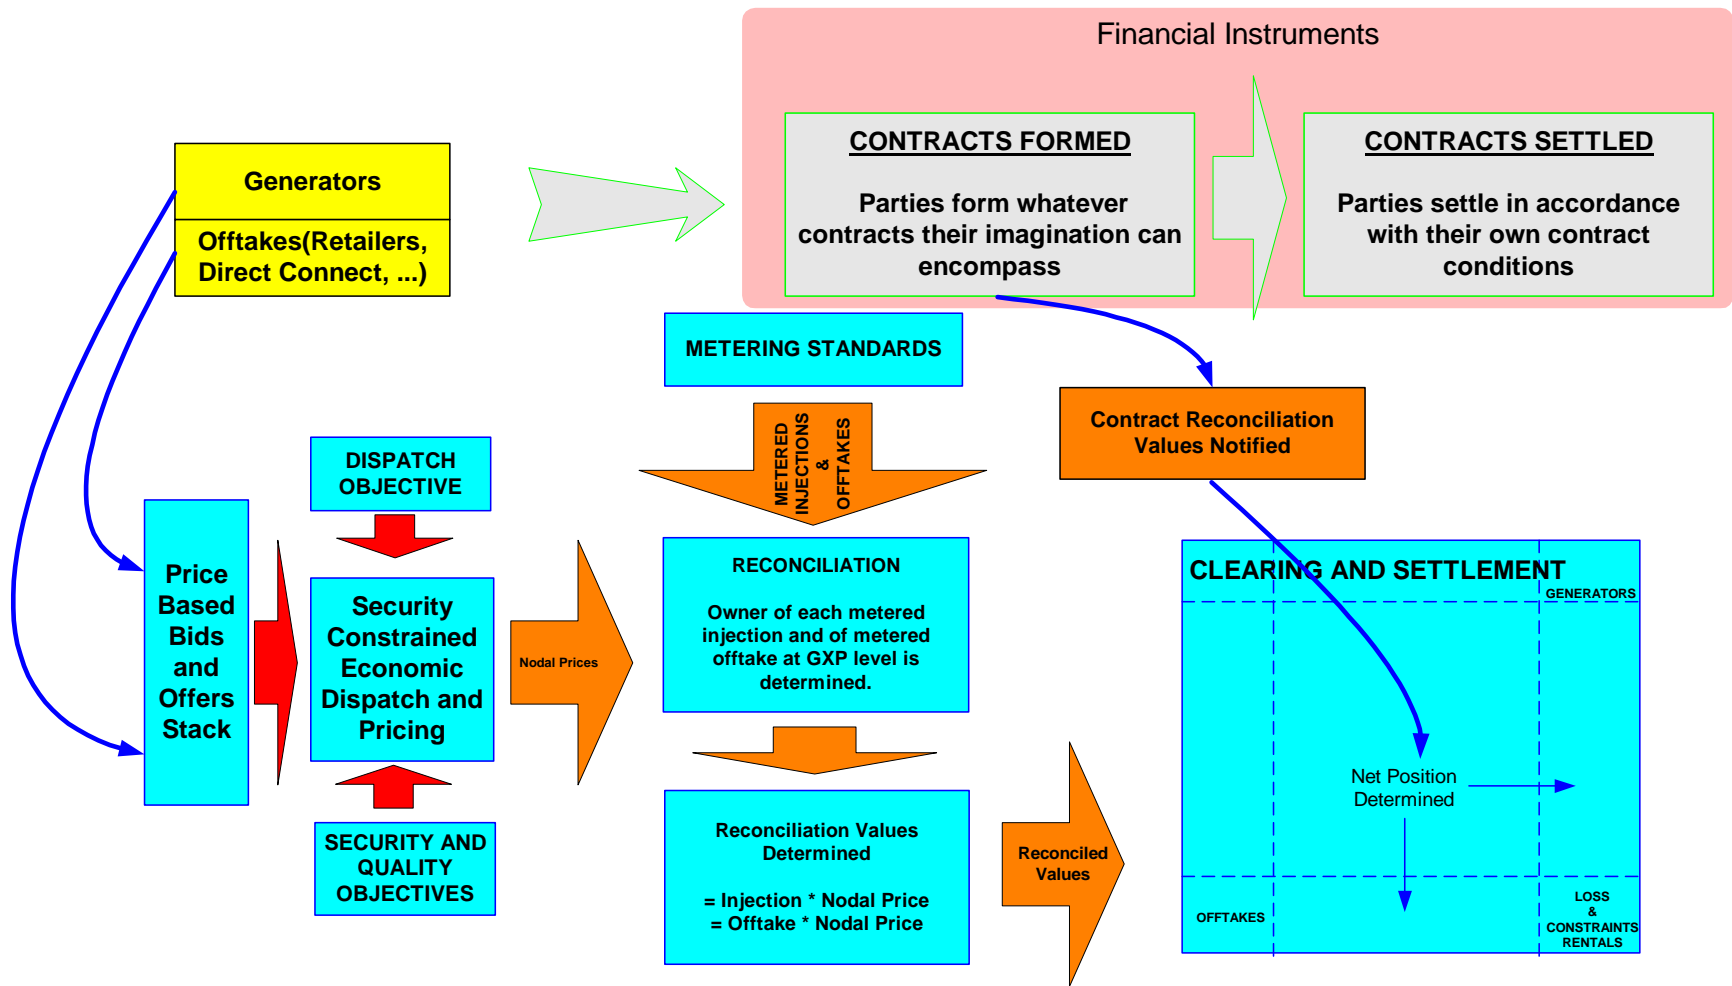 Financial Instruments
CONTRACTS FORMED
Parties form whatever
contracts their imagination can
encompass
CONTRACTS SETTLED
Parties settle in accordance
with their own contract
conditions
Generators
Offtakes(Retailers,
Direct Connect, ...)
METERING STANDARDS
METERED
INJECTIONS
&
OFFTAKES
Contract Reconciliation
Values Notified
DISPATCH
OBJECTIVE
Price
Based
Bids
and
Offers
Stack
Security
Constrained
Economic
Dispatch and
Pricing
SECURITY AND
QUALITY
OBJECTIVES
Nodal Prices
RECONCILIATION
Owner of each metered
injection and of metered
offtake at GXP level is
determined.
Reconciliation Values
Determined
= Injection * Nodal Price
= Offtake * Nodal Price
Reconciled
Values
CLEARING AND SETTLEMENT
GENERATORS
Net Position
Determined
OFFTAKES
LOSS
&
CONSTRAINTS
RENTALS